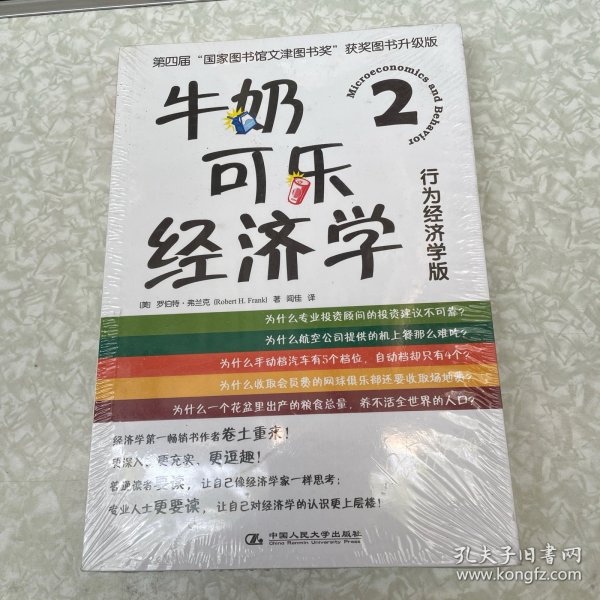 第四届“国家图书馆文津图书奖”获奖图书升级版
牛奶
可乐
经济学
2
Microeconomics and Behavior
行为经济学版
[美] 罗伯特·弗兰克 (Robert H. Frank) 著 闾佳 译
为什么专业投资顾问的投资建议不可靠?
为什么航空公司提供的机上餐那么难吃?
为什么手动档汽车有5个档位,自动档却只有4个?
为什么收取会员费的网球俱乐部还要收取场地费?
为什么一个花盆里出产的粮食总量,养不活全世界的人口?
经济学第一畅销书作者卷土重来!
更深入、更充实、更逗趣!
普通读者要读,让自己像经济学家一样思考;
专业人士更要读,让自己对经济学的认识更上层楼!
中国人民大学出版社
China Renmin University Press
孔夫子旧书网
www.kongfz.com